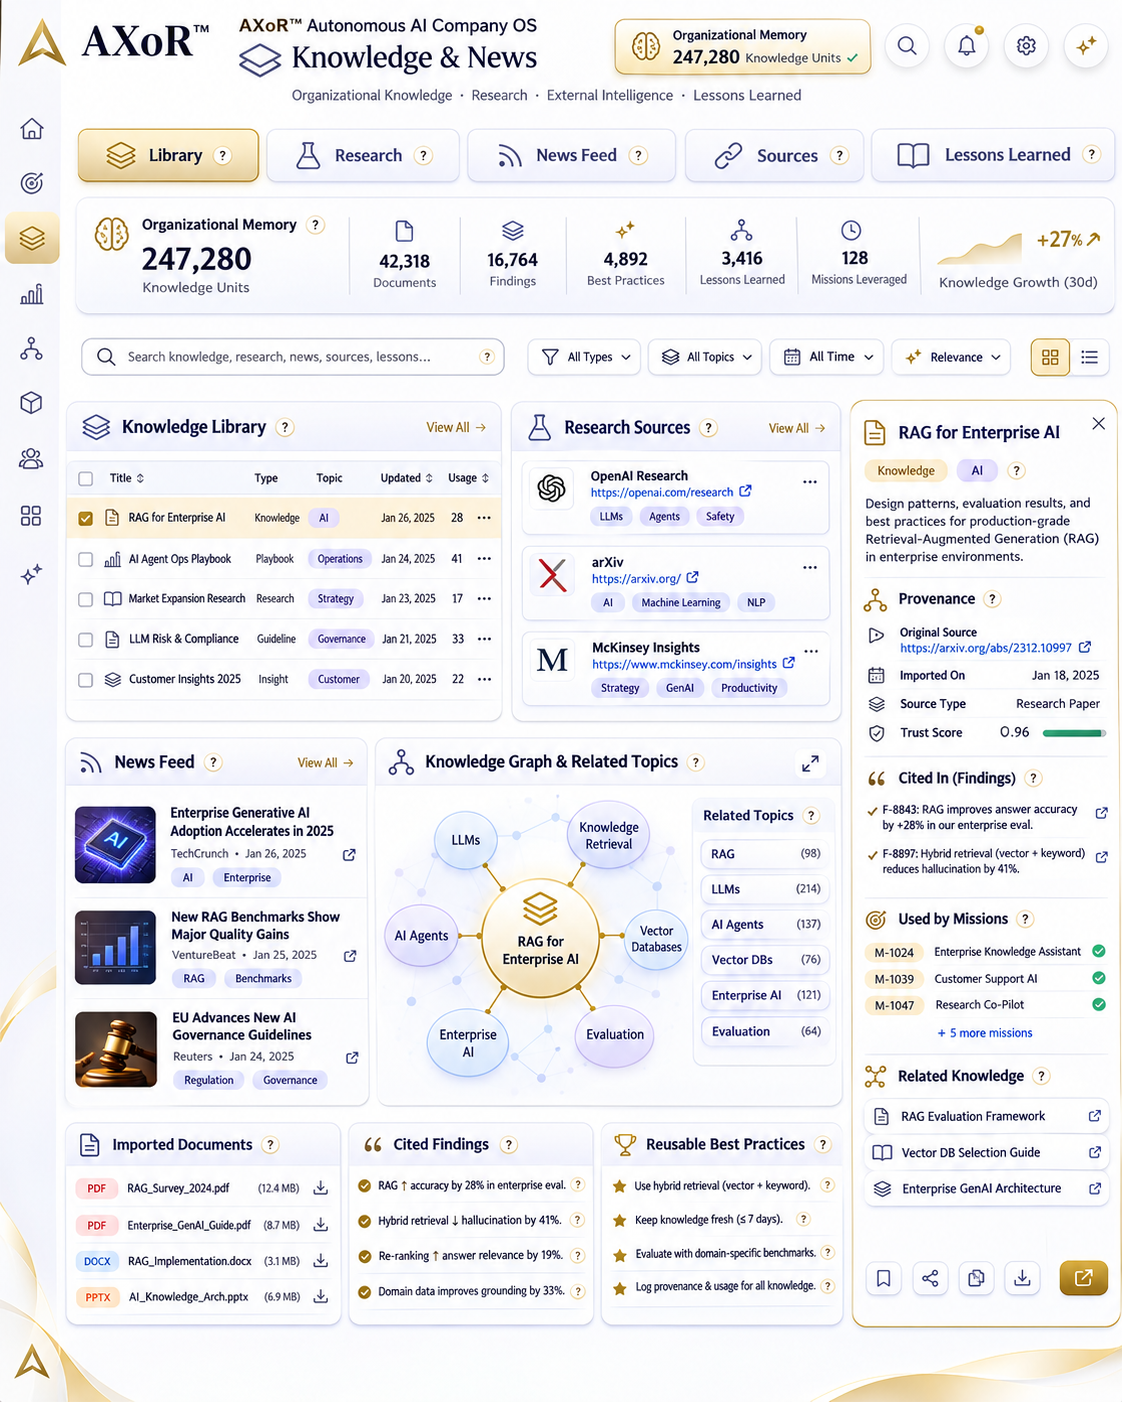 AXoR™
AXoR™ Autonomous AI Company OS
Knowledge & News
Organizational Knowledge · Research · External Intelligence · Lessons Learned
Organizational Memory
247,280 Knowledge Units
Library ?
Research ?
News Feed ?
Sources ?
Lessons Learned ?
Organizational Memory ?
247,280
Knowledge Units
42,318
Documents
16,764
Findings
4,892
Best Practices
3,416
Lessons Learned
128
Missions Leveraged
+27%
Knowledge Growth (30d)
Search knowledge, research, news, sources, lessons... ?
All Types
All Topics
All Time
Relevance
Knowledge Library ?
View All →
Title Type Topic Updated Usage
RAG for Enterprise AI Knowledge AI Jan 26, 2025 28
AI Agent Ops Playbook Playbook Operations Jan 24, 2025 41
Market Expansion Research Research Strategy Jan 23, 2025 17
LLM Risk & Compliance Guideline Governance Jan 21, 2025 33
Customer Insights 2025 Insight Customer Jan 20, 2025 22
Research Sources ?
View All →
OpenAI Research
https://openai.com/research
LLMs Agents Safety
arXiv
https://arxiv.org/
AI Machine Learning NLP
M
McKinsey Insights
https://www.mckinsey.com/insights
Strategy GenAI Productivity
News Feed ?
View All →
AI
Enterprise Generative AI
Adoption Accelerates in 2025
TechCrunch • Jan 26, 2025
AI Enterprise
New RAG Benchmarks Show
Major Quality Gains
VentureBeat • Jan 25, 2025
RAG Benchmarks
EU Advances New AI
Governance Guidelines
Reuters • Jan 24, 2025
Regulation Governance
Knowledge Graph & Related Topics ?
LLMs
Knowledge
Retrieval
AI Agents
RAG for
Enterprise AI
Vector
Databases
Enterprise
AI
Evaluation
Related Topics ?
RAG (98)
LLMs (214)
AI Agents (137)
Vector DBs (76)
Enterprise AI (121)
Evaluation (64)
Imported Documents ?
PDF RAG_Survey_2024.pdf (12.4 MB)
PDF Enterprise_GenAI_Guide.pdf (8.7 MB)
DOCX RAG_Implementation.docx (3.1 MB)
PPTX AI_Knowledge_Arch.pptx (6.9 MB)
Cited Findings ?
RAG ↑ accuracy by 28% in enterprise eval. ?
Hybrid retrieval ↓ hallucination by 41%. ?
Re-ranking ↑ answer relevance by 19%. ?
Domain data improves grounding by 33%. ?
Reusable Best Practices ?
Use hybrid retrieval (vector + keyword). ?
Keep knowledge fresh (≤ 7 days). ?
Evaluate with domain-specific benchmarks. ?
Log provenance & usage for all knowledge. ?
RAG for Enterprise AI
Knowledge AI ?
Design patterns, evaluation results, and
best practices for production-grade
Retrieval-Augmented Generation (RAG)
in enterprise environments.
Provenance ?
Original Source
https://arxiv.org/abs/2312.10997
Imported On Jan 18, 2025
Source Type Research Paper
Trust Score 0.96
Cited In (Findings) ?
F-8843: RAG improves answer accuracy
by +28% in our enterprise eval.
F-8897: Hybrid retrieval (vector + keyword)
reduces hallucination by 41%.
Used by Missions ?
M-1024 Enterprise Knowledge Assistant
M-1039 Customer Support AI
M-1047 Research Co-Pilot
+ 5 more missions
Related Knowledge ?
RAG Evaluation Framework
Vector DB Selection Guide
Enterprise GenAI Architecture